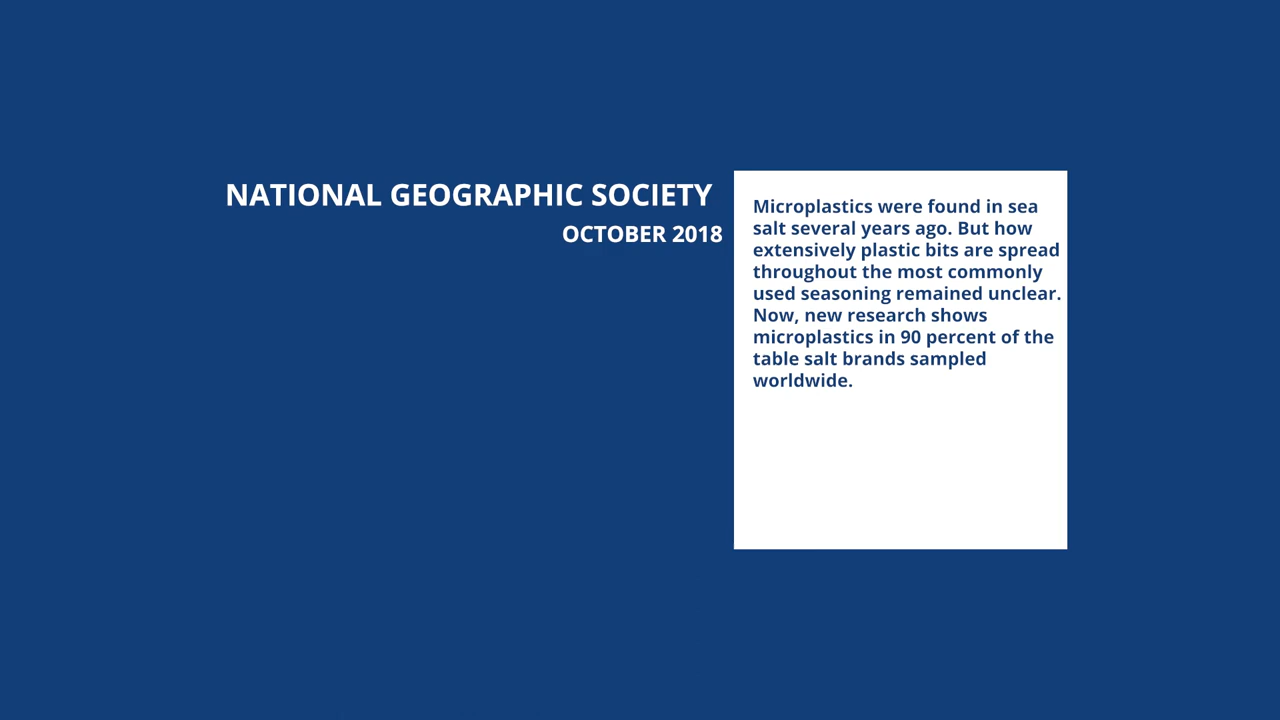 NATIONAL GEOGRAPHIC SOCIETY
OCTOBER 2018
Microplastics were found in sea
salt several years ago. But how
extensively plastic bits are spread
throughout the most commonly
used seasoning remained unclear.
Now, new research shows
microplastics in 90 percent of the
table salt brands sampled
worldwide.